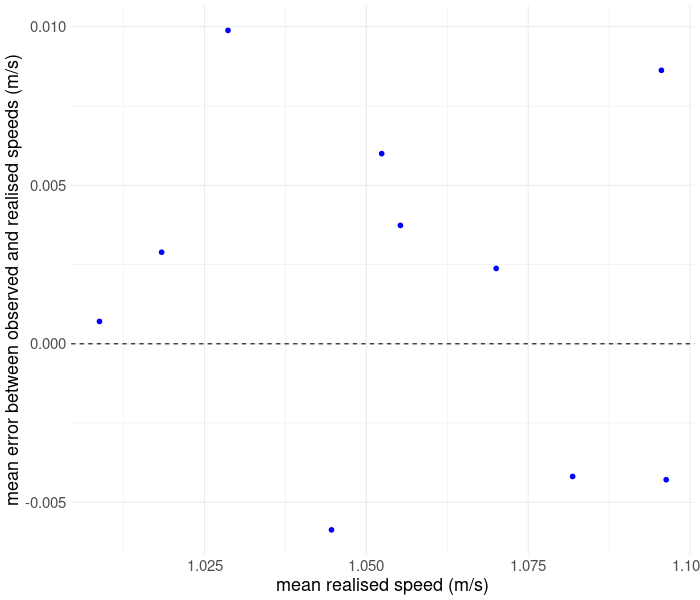 mean error between observed and realised speeds (m/s)
0.010
0.005
0.000
-0.005
1.025 1.050 1.075 1.10
mean realised speed (m/s)